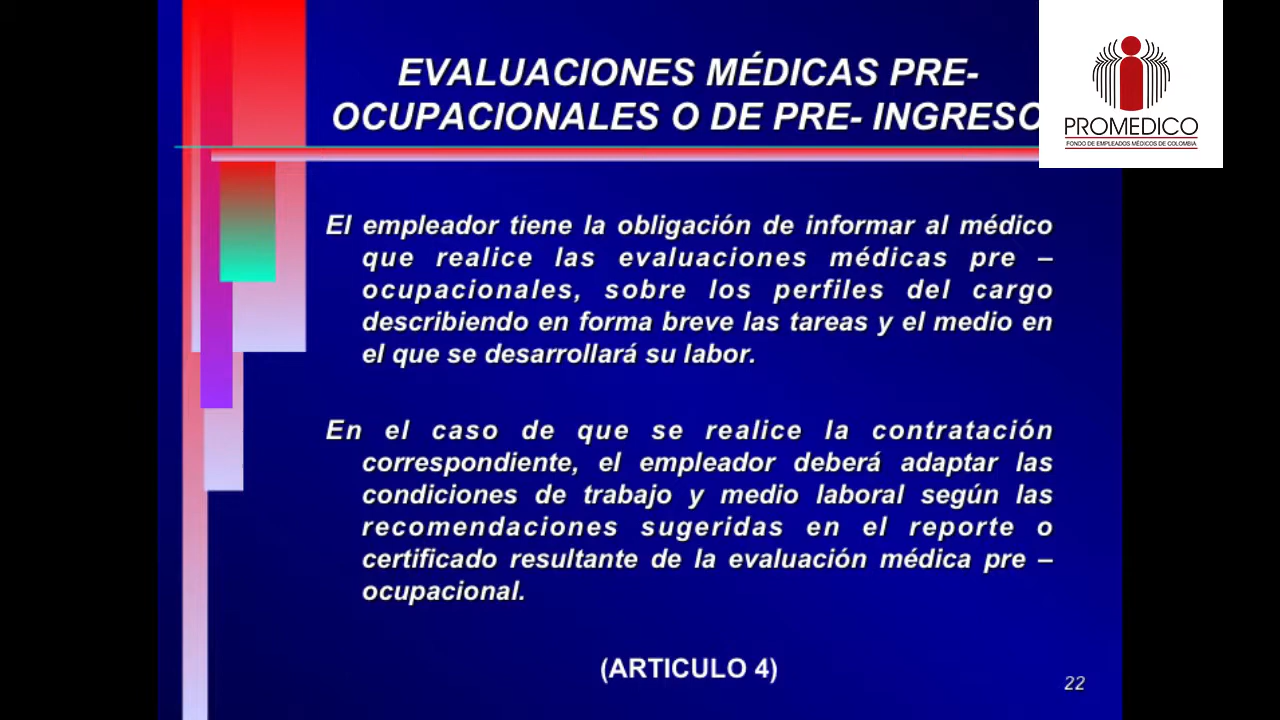 EVALUACIONES MÉDICAS PRE-
OCUPACIONALES O DE PRE- INGRESO
PROMEDICO
FONDO DE EMPLEADOS MÉDICOS DE COLOMBIA
El empleador tiene la obligación de informar al médico
que realice las evaluaciones médicas pre –
ocupacionales, sobre los perfiles del cargo
describiendo en forma breve las tareas y el medio en
el que se desarrollará su labor.
En el caso de que se realice la contratación
correspondiente, el empleador deberá adaptar las
condiciones de trabajo y medio laboral según las
recomendaciones sugeridas en el reporte o
certificado resultante de la evaluación médica pre –
ocupacional.
(ARTICULO 4)
22